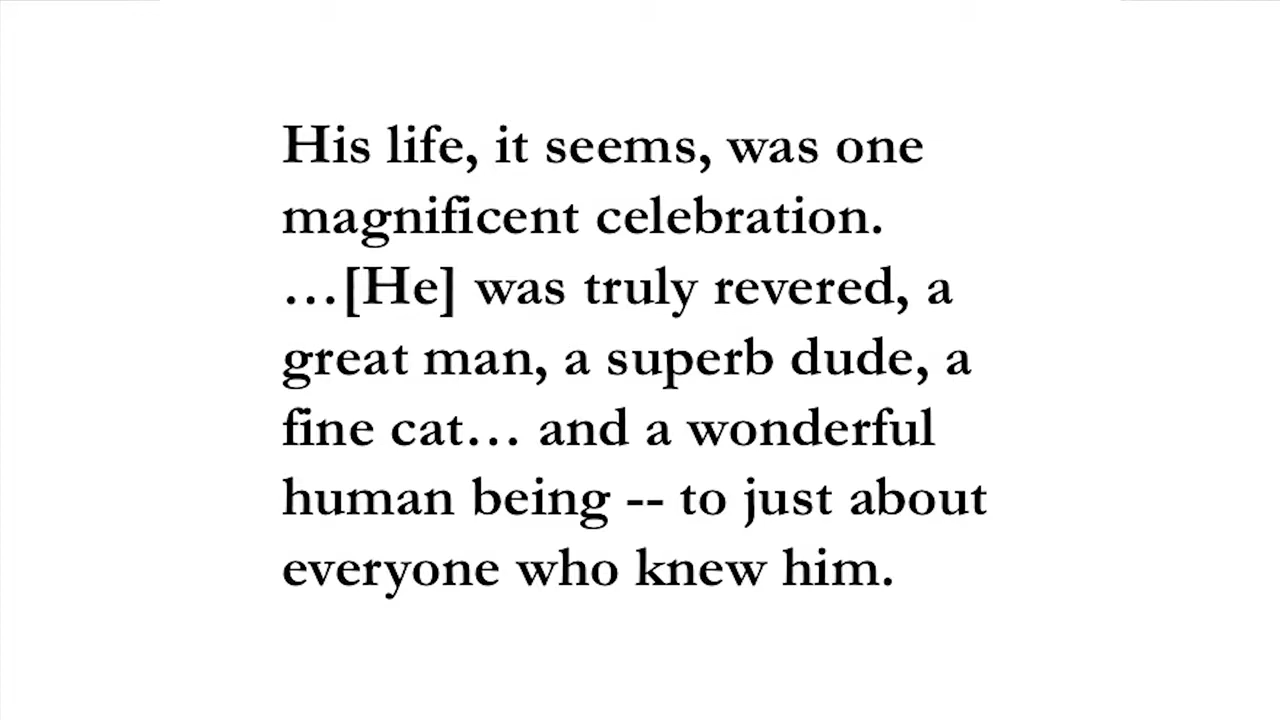 His life, it seems, was one
magnificent celebration.
…[He] was truly revered, a
great man, a superb dude, a
fine cat… and a wonderful
human being -- to just about
everyone who knew him.